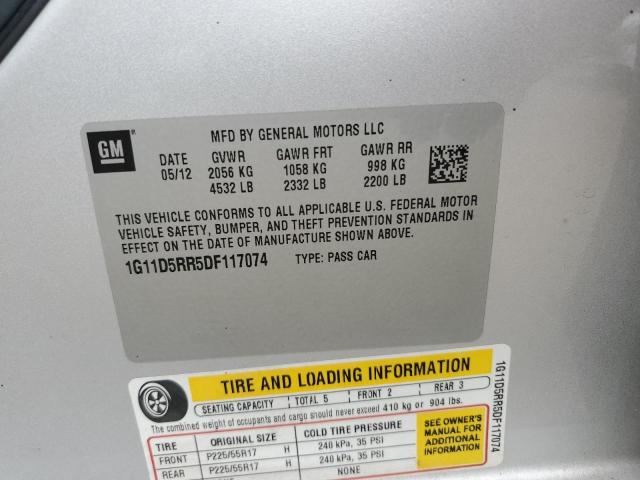 GM
MFD BY GENERAL MOTORS LLC
DATE GVWR GAWR FRT GAWR RR
05/12 2056 KG 1058 KG 998 KG
4532 LB 2332 LB 2200 LB
THIS VEHICLE CONFORMS TO ALL APPLICABLE U.S. FEDERAL MOTOR
VEHICLE SAFETY, BUMPER, AND THEFT PREVENTION STANDARDS IN
EFFECT ON THE DATE OF MANUFACTURE SHOWN ABOVE.
1G11D5RR5DF117074 TYPE: PASS CAR
TIRE AND LOADING INFORMATION
SEATING CAPACITY TOTAL 5 FRONT 2 REAR 3
The combined weight of occupants and cargo should never exceed 410 kg or 904 lbs.
TIRE ORIGINAL SIZE COLD TIRE PRESSURE
FRONT P225/55R17 H 240 kPa, 35 PSI
REAR P225/55R17 H 240 kPa, 35 PSI
NONE
SEE OWNER'S
MANUAL FOR
ADDITIONAL
INFORMATION
1G11D5RR5DF117074